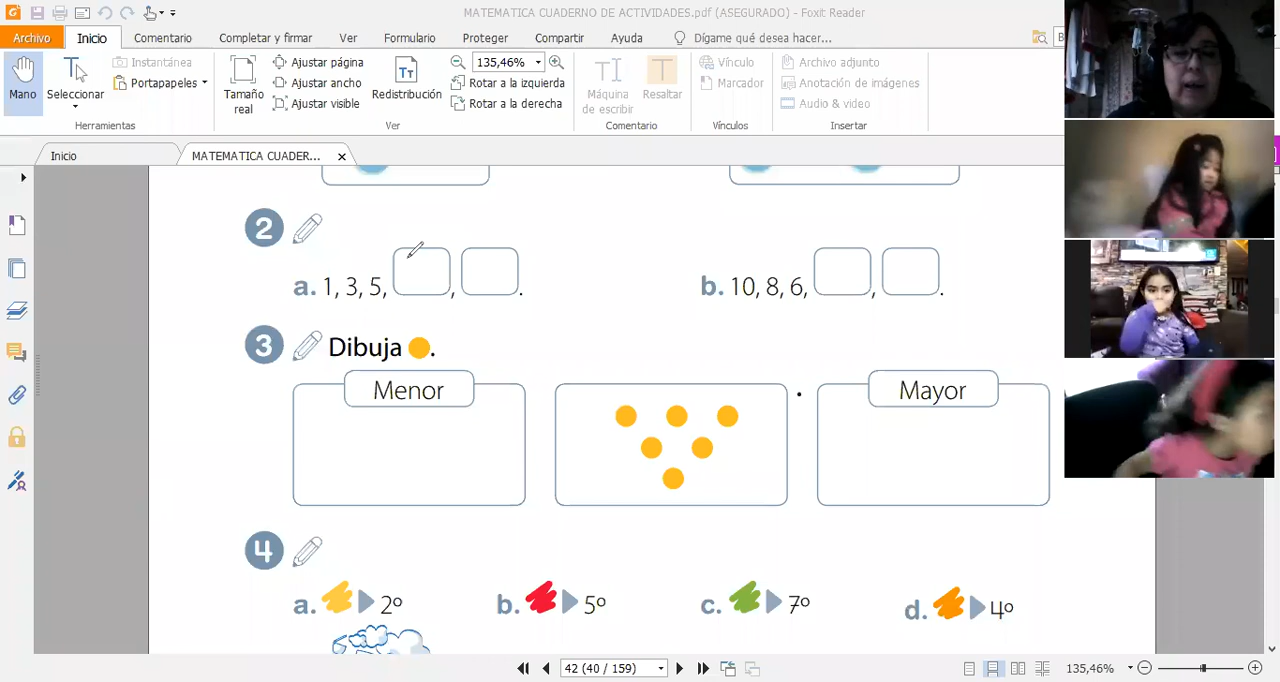 MATEMATICA CUADERNO DE ACTIVIDADES.pdf (ASEGURADO) - Foxit Reader
Archivo Inicio Comentario Completar y firmar Ver Formulario Proteger Compartir Ayuda Dígame qué desea hacer...
Mano
Seleccionar
Instantánea
Portapapeles
Herramientas
Tamaño real
Ajustar página
Ajustar ancho
Ajustar visible
Redistribución
135,46%
Rotar a la izquierda
Rotar a la derecha
Ver
Máquina de escribir
Resaltar
Comentario
Vínculo
Marcador
Vínculos
Archivo adjunto
Anotación de imágenes
Audio & video
Insertar
Inicio MATEMATICA CUADER...
2
a. 1, 3, 5, , .
b. 10, 8, 6, , .
3 Dibuja .
Menor Mayor
4
a. 2º b. 5º c. 7º d. 4º
42 (40 / 159) 135,46%